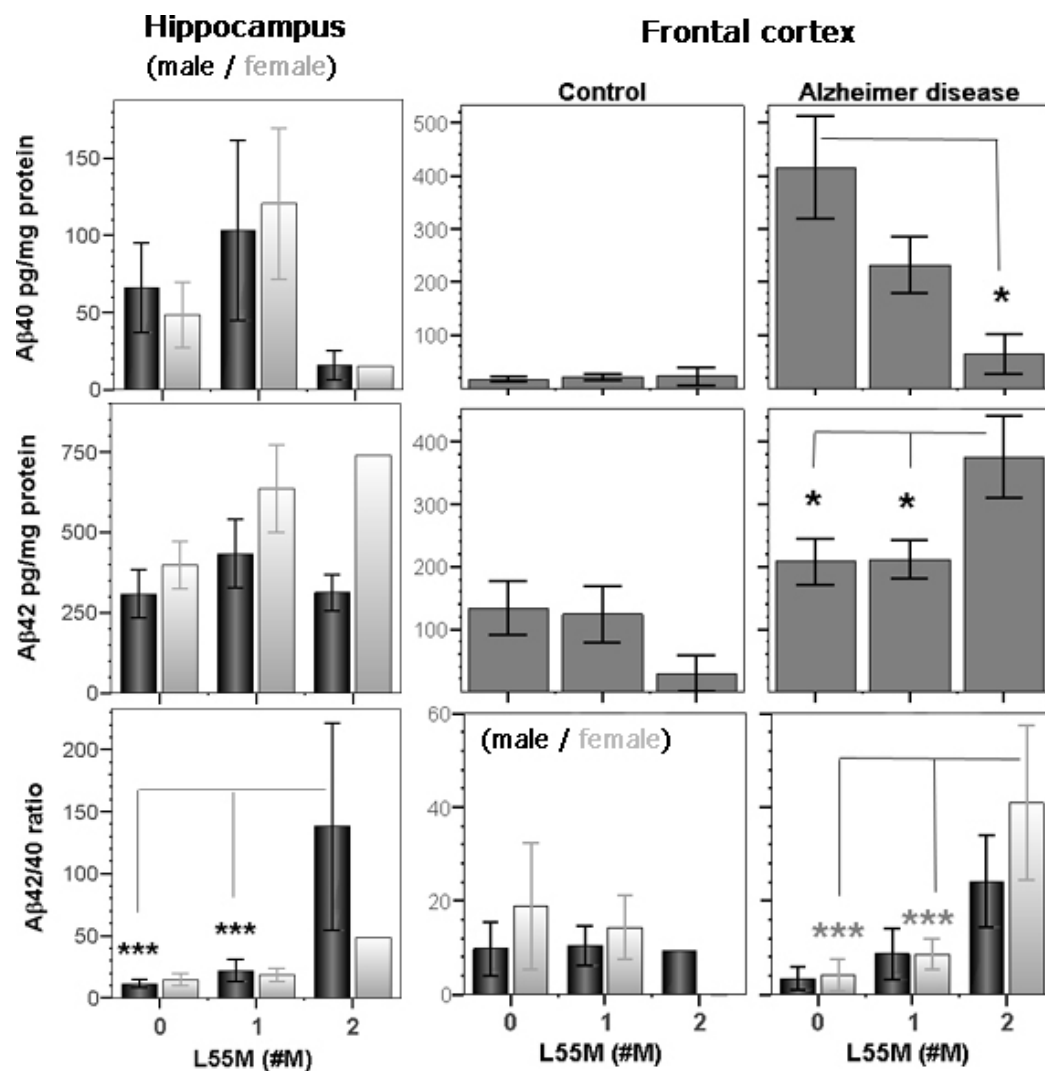 Hippocampus
(male / female)
Frontal cortex
Control
Alzheimer disease
Aβ40 pg/mg protein
150
100
50
0
500
400
300
200
100
*
Aβ42 pg/mg protein
750
500
250
0
400
300
200
100
* *
Aβ42/40 ratio
200
150
100
50
0
*** ***
60
40
20
0
(male / female)
*** ***
0 1 2
L55M (#M)
0 1 2
L55M (#M)
0 1 2
L55M (#M)